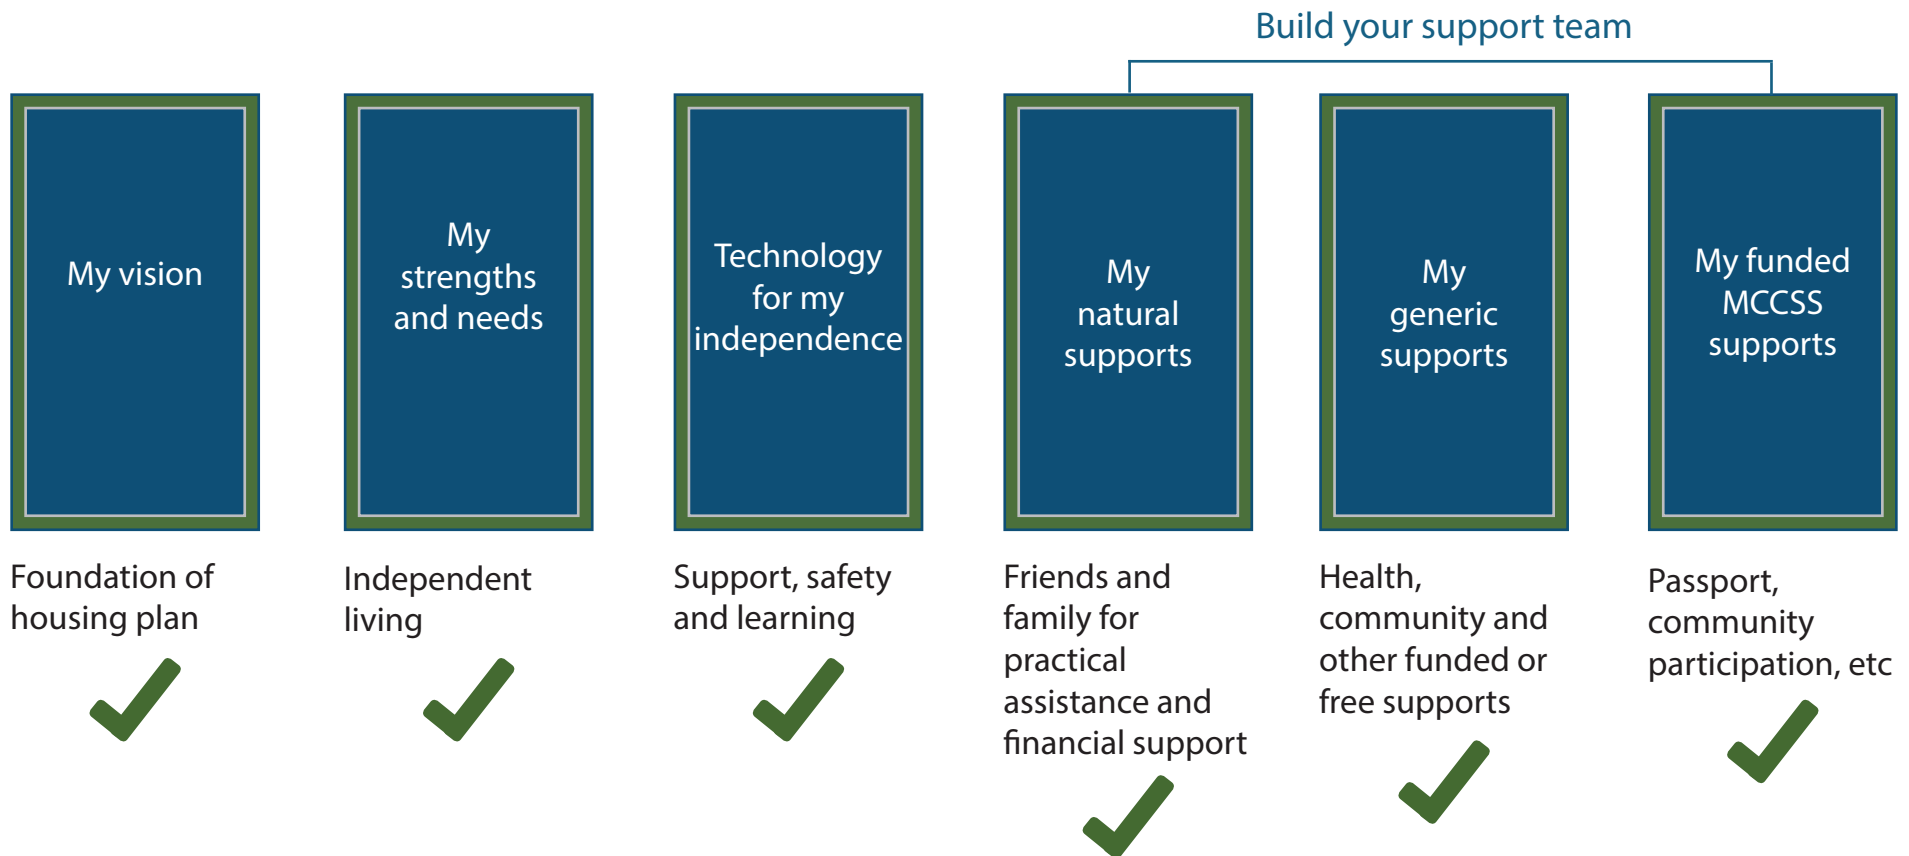 Build your support team
My vision
My
strengths
and needs
Technology
for my
independence
My
natural
supports
My
generic
supports
My funded
MCCSS
supports
Foundation of
housing plan
Independent
living
Support, safety
and learning
Friends and
family for
practical
assistance and
financial support
Health,
community and
other funded or
free supports
Passport,
community
participation, etc